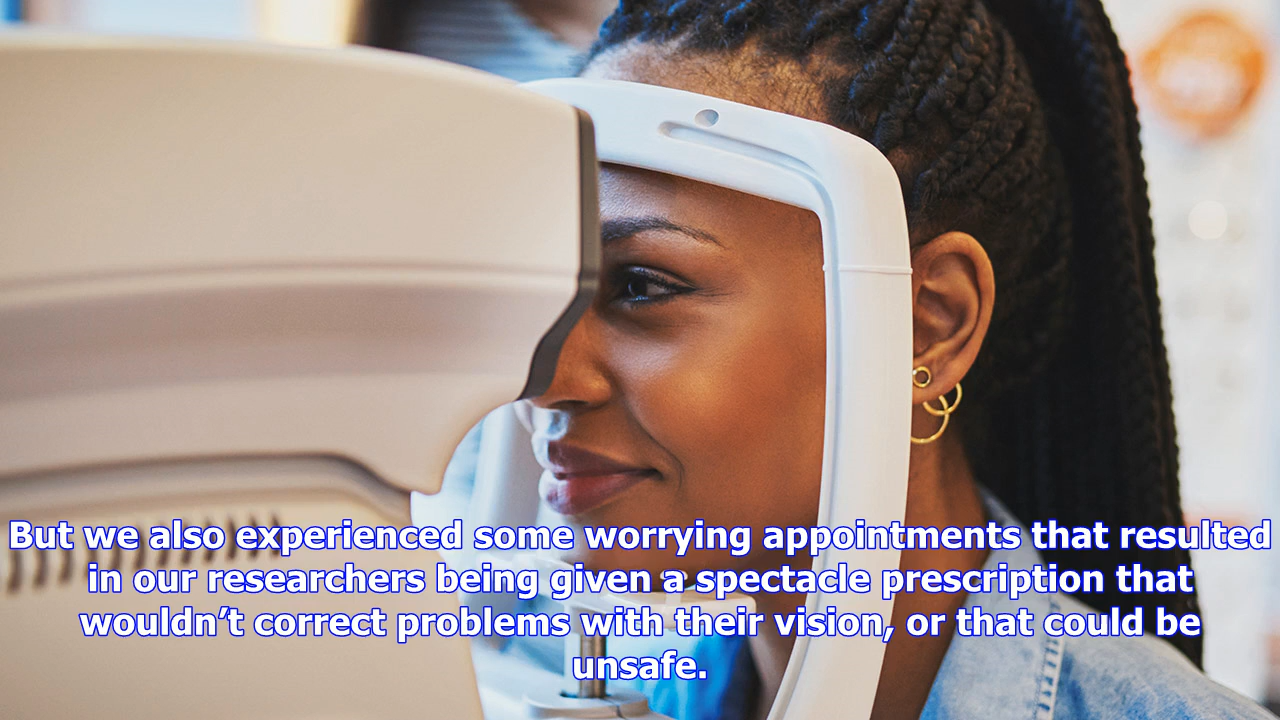 But we also experienced some worrying appointments that resulted
in our researchers being given a spectacle prescription that
wouldn’t correct problems with their vision, or that could be
unsafe.